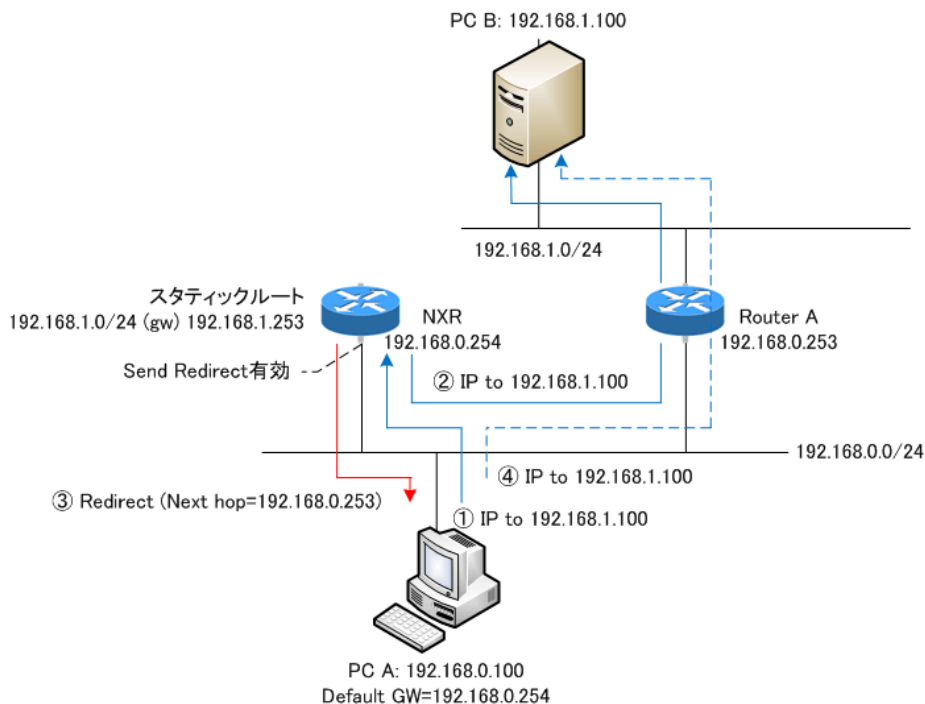 PC B: 192.168.1.100
192.168.1.0/24
スタティックルート
192.168.1.0/24 (gw) 192.168.1.253
NXR
192.168.0.254
Router A
192.168.0.253
Send Redirect有効
② IP to 192.168.1.100
192.168.0.0/24
④ IP to 192.168.1.100
③ Redirect (Next hop=192.168.0.253)
① IP to 192.168.1.100
PC A: 192.168.0.100
Default GW=192.168.0.254